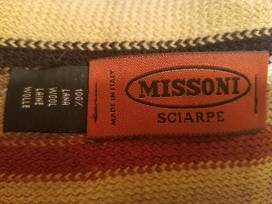 MISSONI
SCIARPE
MADE IN ITALY
100%
LANA
WOOL
LAINE
WOLLE